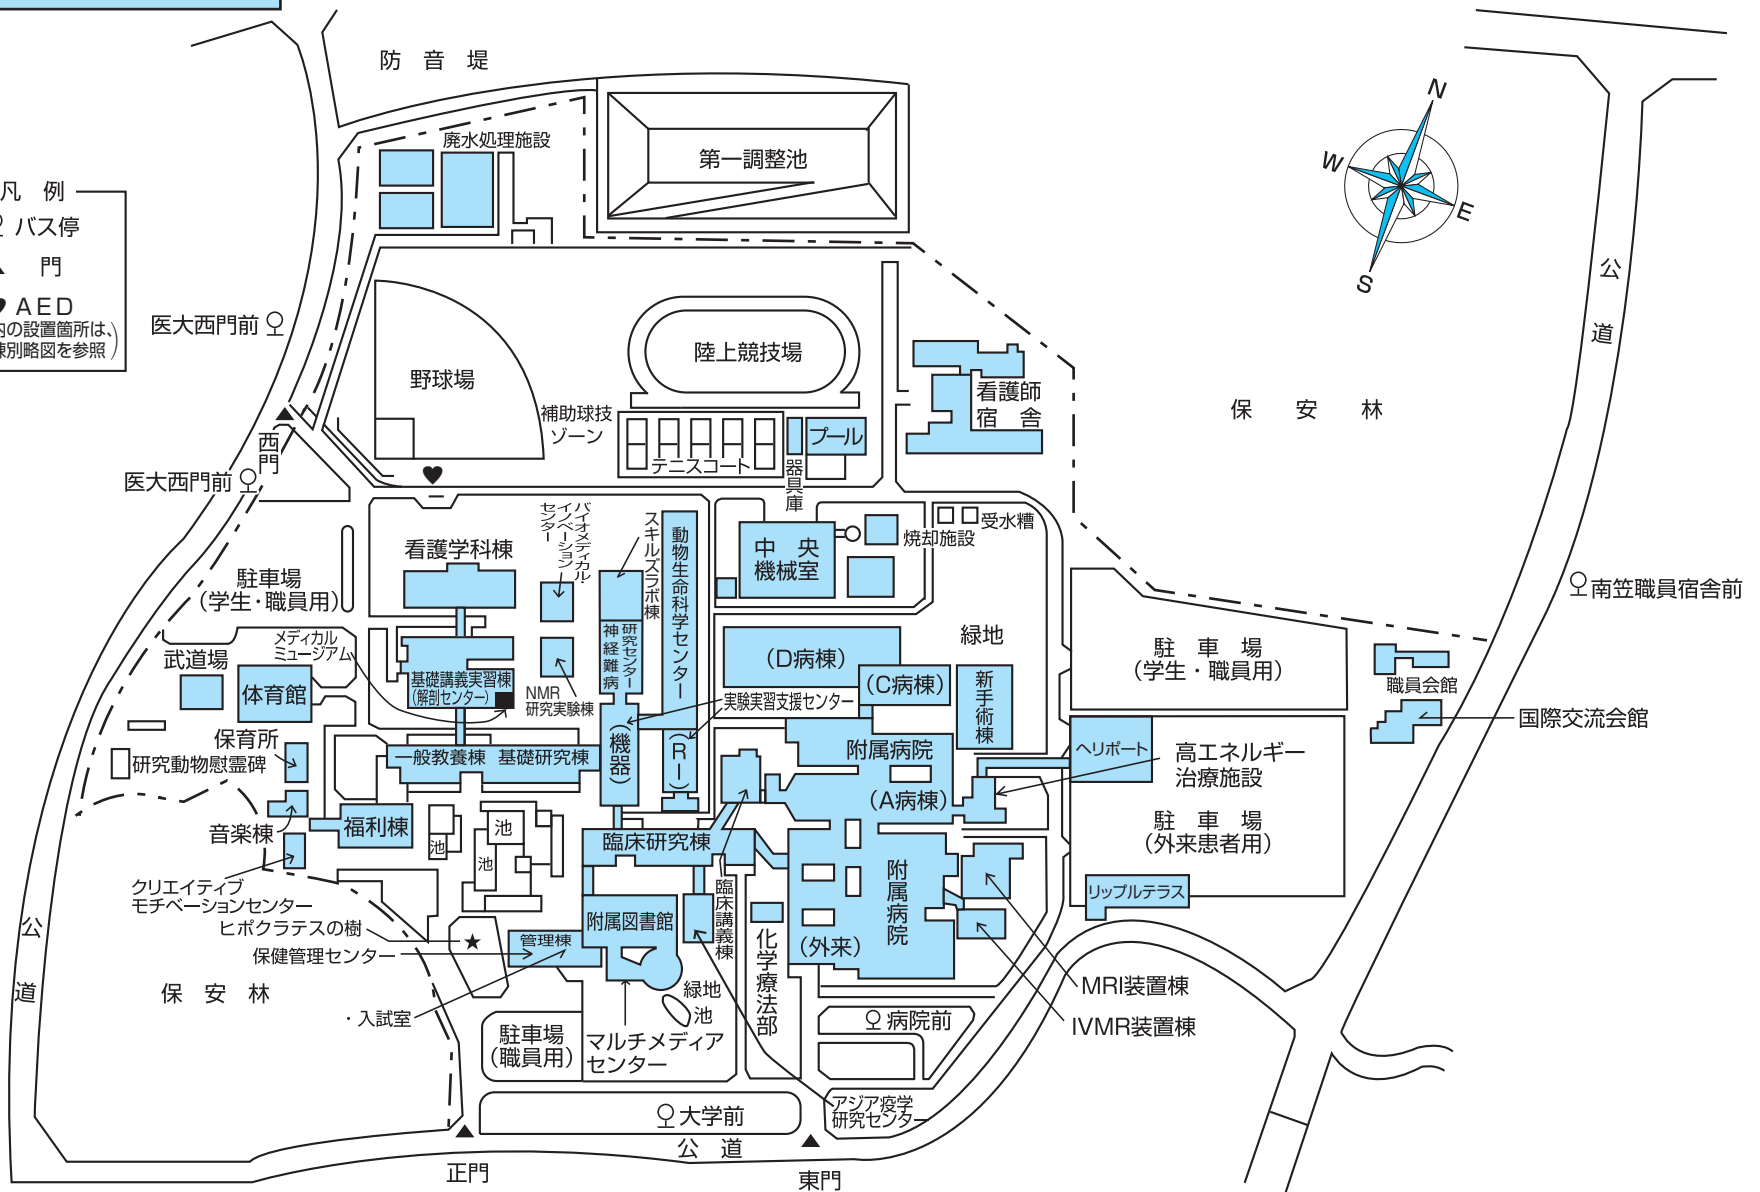 防音堤
廃水処理施設
第一調整池
N
W
E
S
凡例
バス停
門
AED
内の設置箇所は、
棟別略図を参照)
公道
医大西門前
野球場
陸上競技場
補助球技
ゾーン
テニスコート
器具庫
プール
看護師
宿舎
保安林
西門
医大西門前
看護学科棟
バイオメディカル・
イノベーション
センター
スキルズラボ棟
動物生命科学センター
中央
機械室
焼却施設
受水糟
駐車場
(学生・職員用)
メディカル
ミュージアム
武道場
体育館
基礎講義実習棟
(解剖センター)
NMR
研究実験棟
神経難病
研究センター
(D病棟)
(C病棟)
緑地
新手術棟
実験実習支援センター
南笠職員宿舎前
駐車場
(学生・職員用)
職員会館
国際交流会館
保育所
研究動物慰霊碑
一般教養棟
基礎研究棟
(機器)
(RI)
附属病院
(A病棟)
ヘリポート
高エネルギー
治療施設
音楽棟
福利棟
池
池
池
臨床研究棟
駐車場
(外来患者用)
クリエイティブ
モチベーションセンター
ヒポクラテスの樹
保健管理センター
管理棟
附属図書館
臨床講義棟
化学療法部
附属病院
(外来)
リップルテラス
公道
保安林
・入試室
緑地
池
駐車場
(職員用)
マルチメディア
センター
MRI装置棟
IVMR装置棟
病院前
アジア疫学
研究センター
大学前
公道
正門
東門